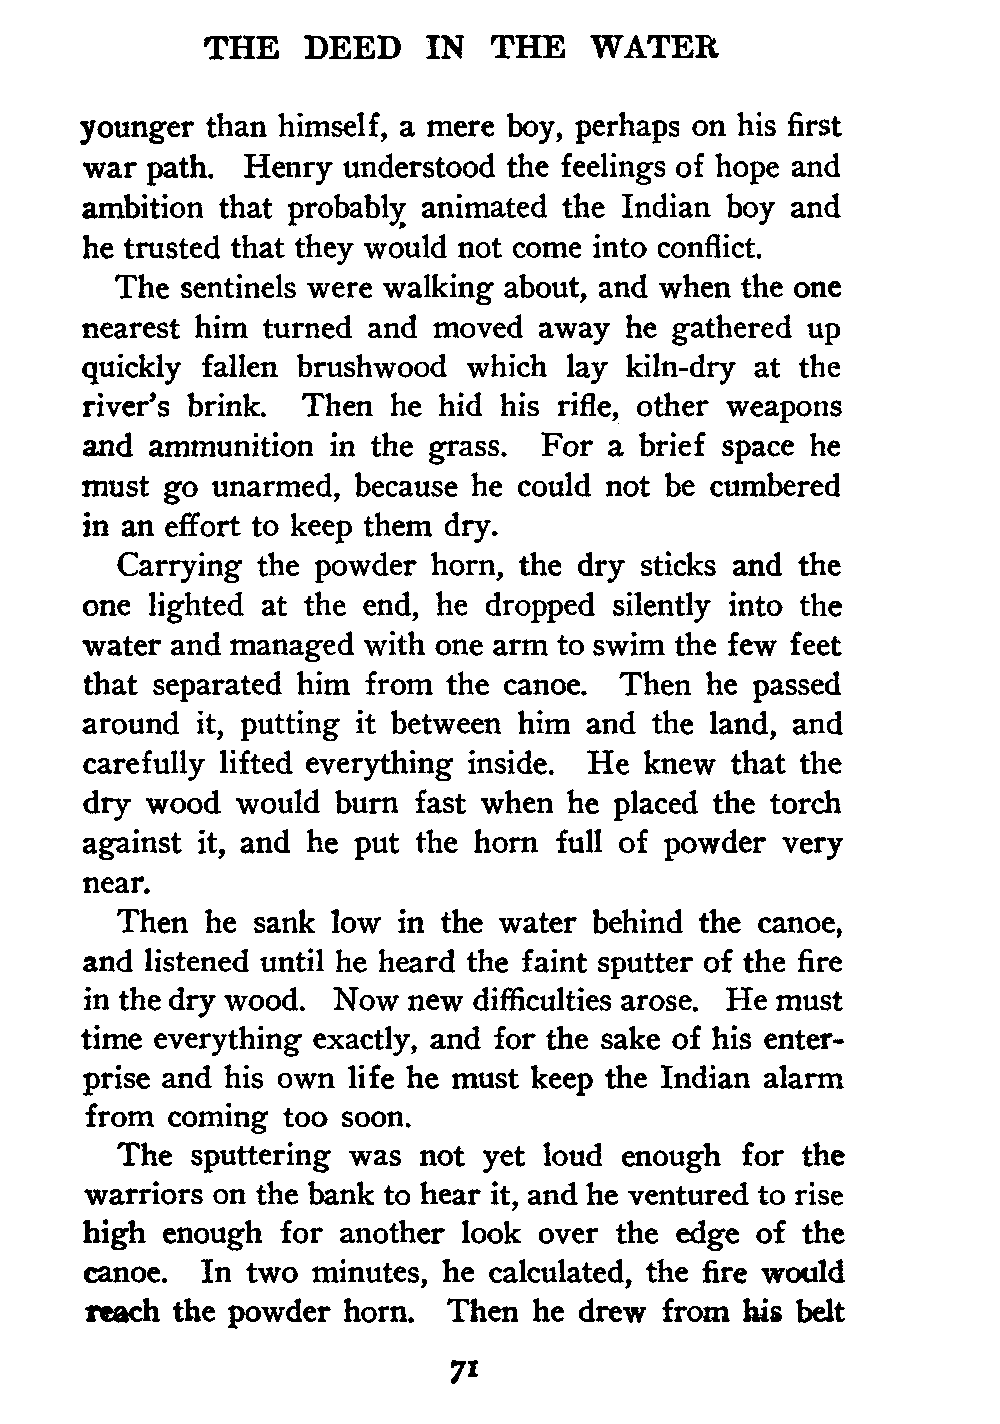 THE DEED IN THE WATER
younger than himself, a mere boy, perhaps on his first
war path. Henry understood the feelings of hope and
ambition that probably animated the Indian boy and
he trusted that they would not come into conflict.
The sentinels were walking about, and when the one
nearest him turned and moved away he gathered up
quickly fallen brushwood which lay kiln-dry at the
river's brink. Then he hid his rifle, other weapons
and ammunition in the grass. For a brief space he
must go unarmed, because he could not be cumbered
in an effort to keep them dry.
Carrying the powder horn, the dry sticks and the
one lighted at the end, he dropped silently into the
water and managed with one arm to swim the few feet
that separated him from the canoe. Then he passed
around it, putting it between him and the land, and
carefully lifted everything inside. He knew that the
dry wood would burn fast when he placed the torch
against it, and he put the horn full of powder very
near.
Then he sank low in the water behind the canoe,
and listened until he heard the faint sputter of the fire
in the dry wood. Now new difficulties arose. He must
time everything exactly, and for the sake of his enter-
prise and his own life he must keep the Indian alarm
from coming too soon.
The sputtering was not yet loud enough for the
warriors on the bank to hear it, and he ventured to rise
high enough for another look over the edge of the
canoe. In two minutes, he calculated, the fire would
reach the powder horn. Then he drew from his belt
71